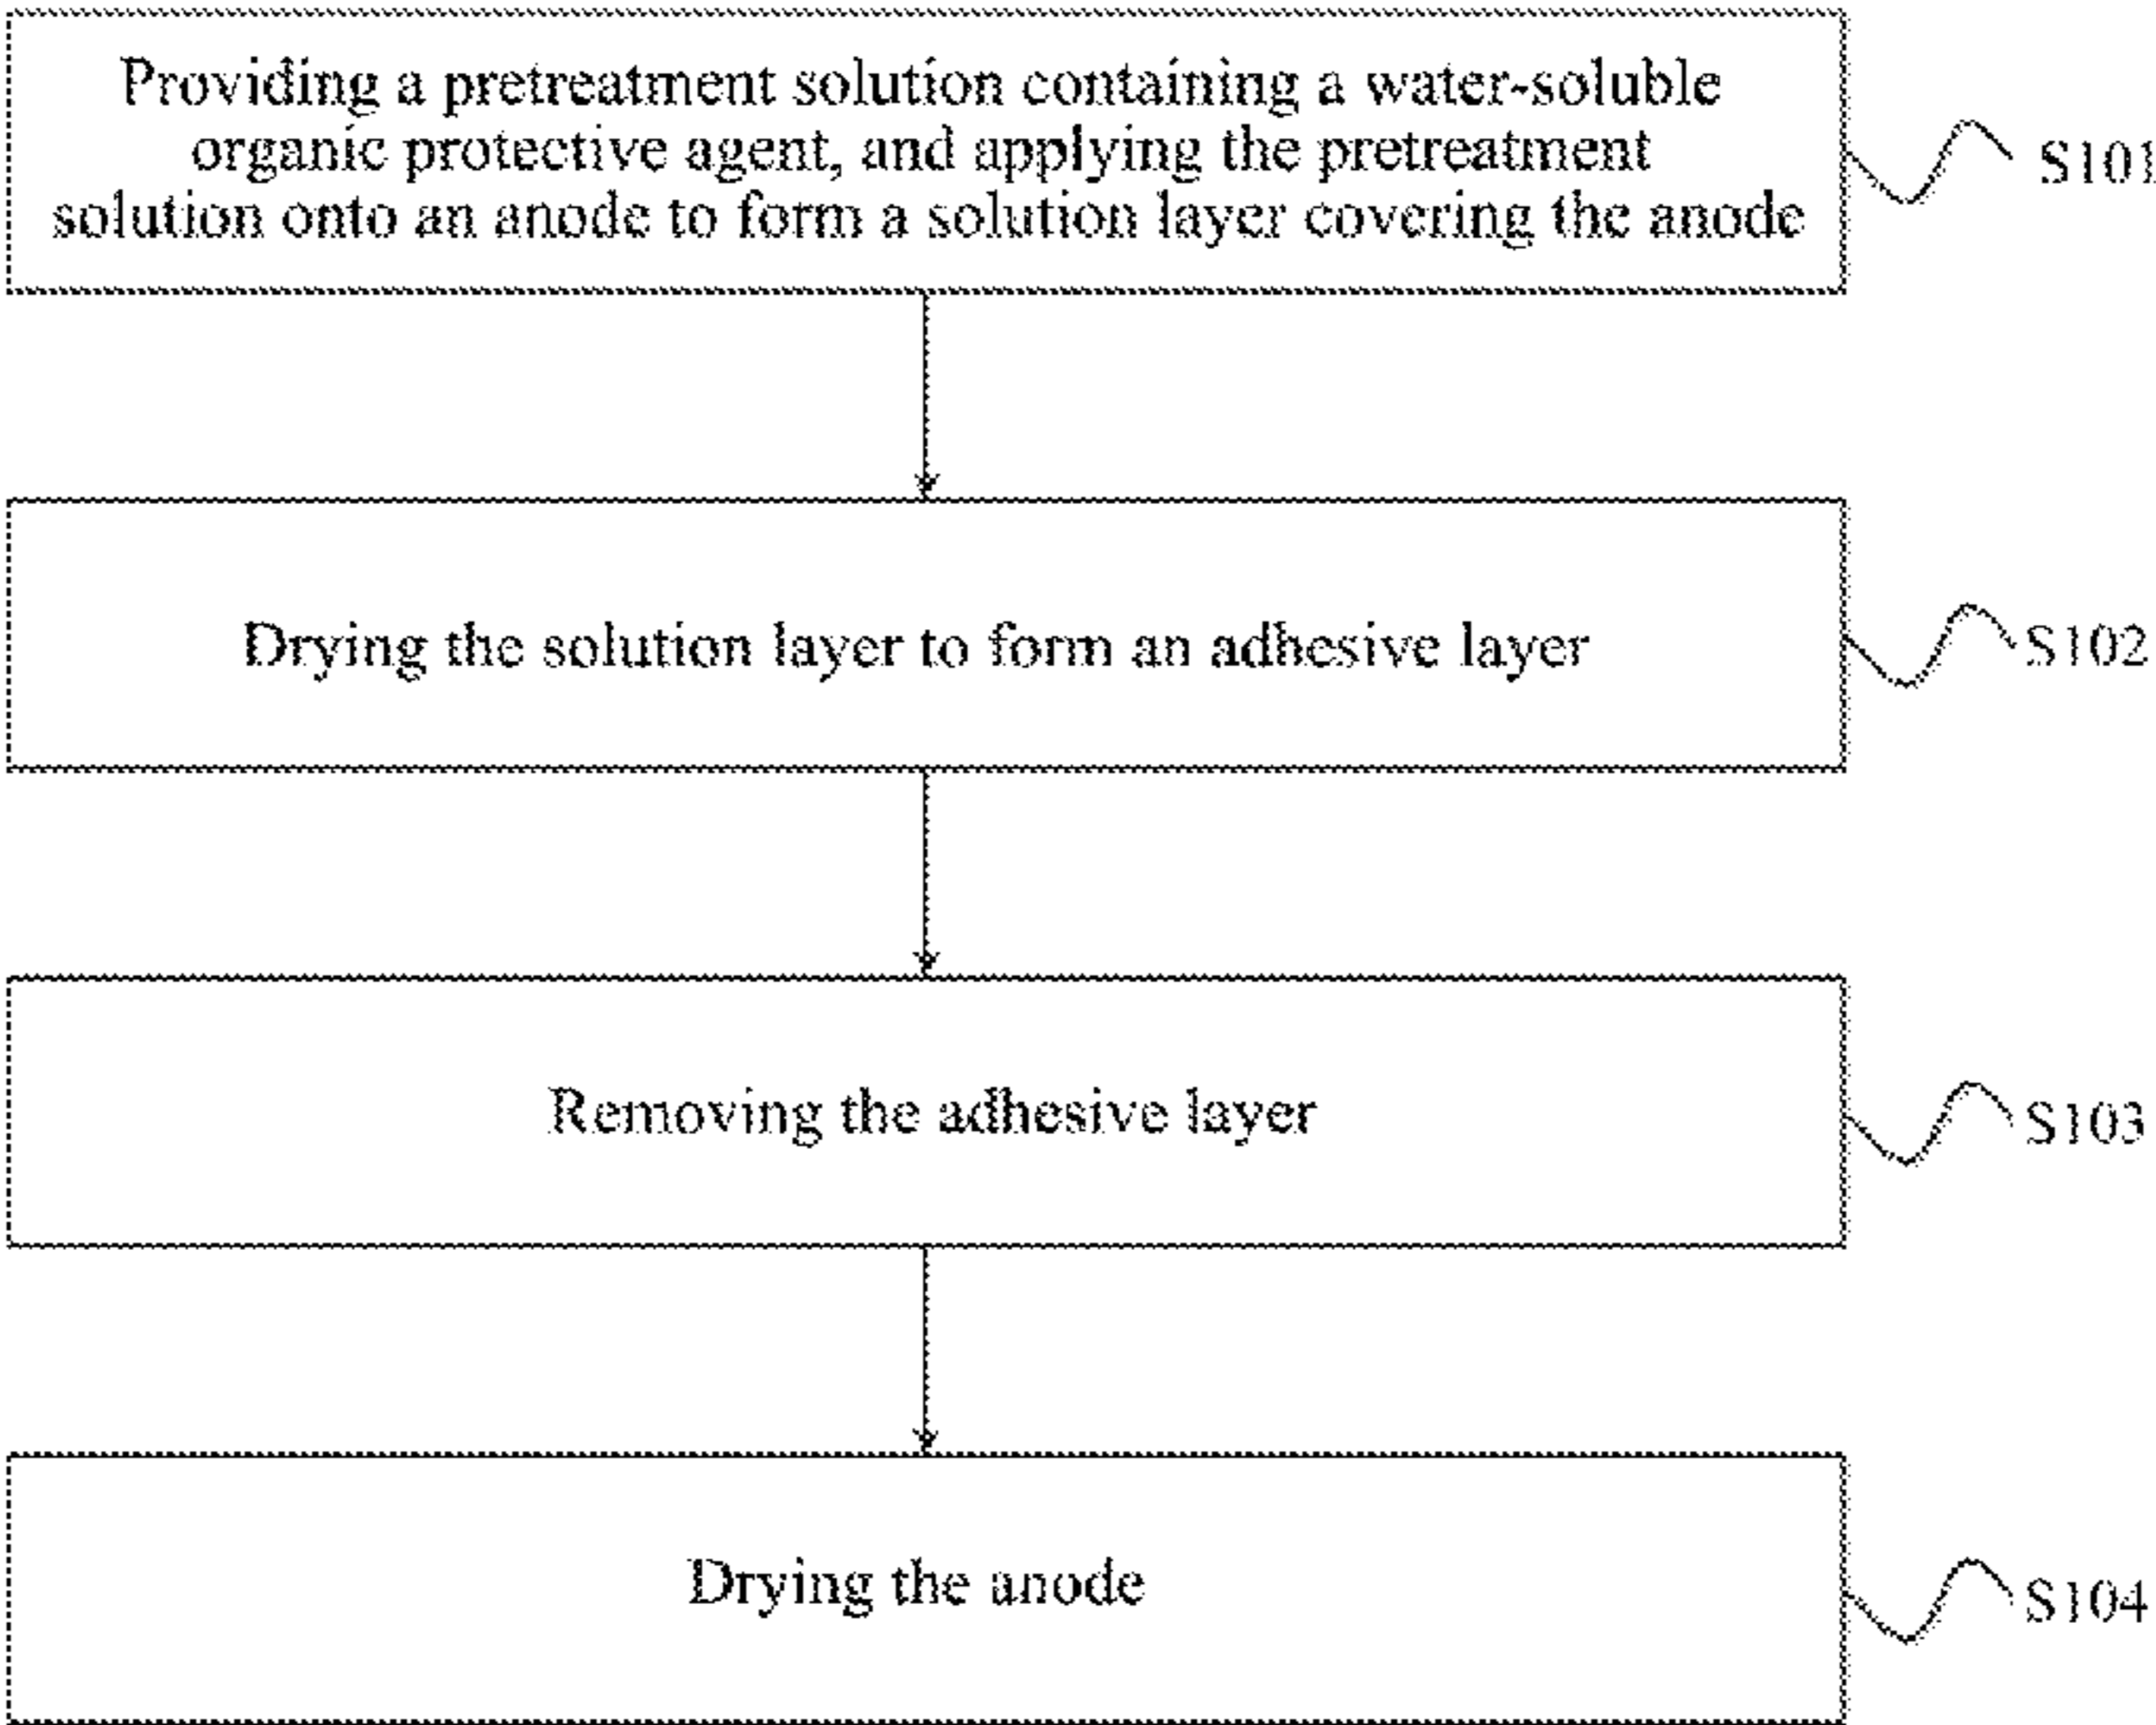 Providing a pretreatment solution containing a water-soluble
organic protective agent, and applying the pretreatment
solution onto an anode to form a solution layer covering the anode
S101
Drying the solution layer to form an adhesive layer
S102
Removing the adhesive layer
S103
Drying the anode
S104